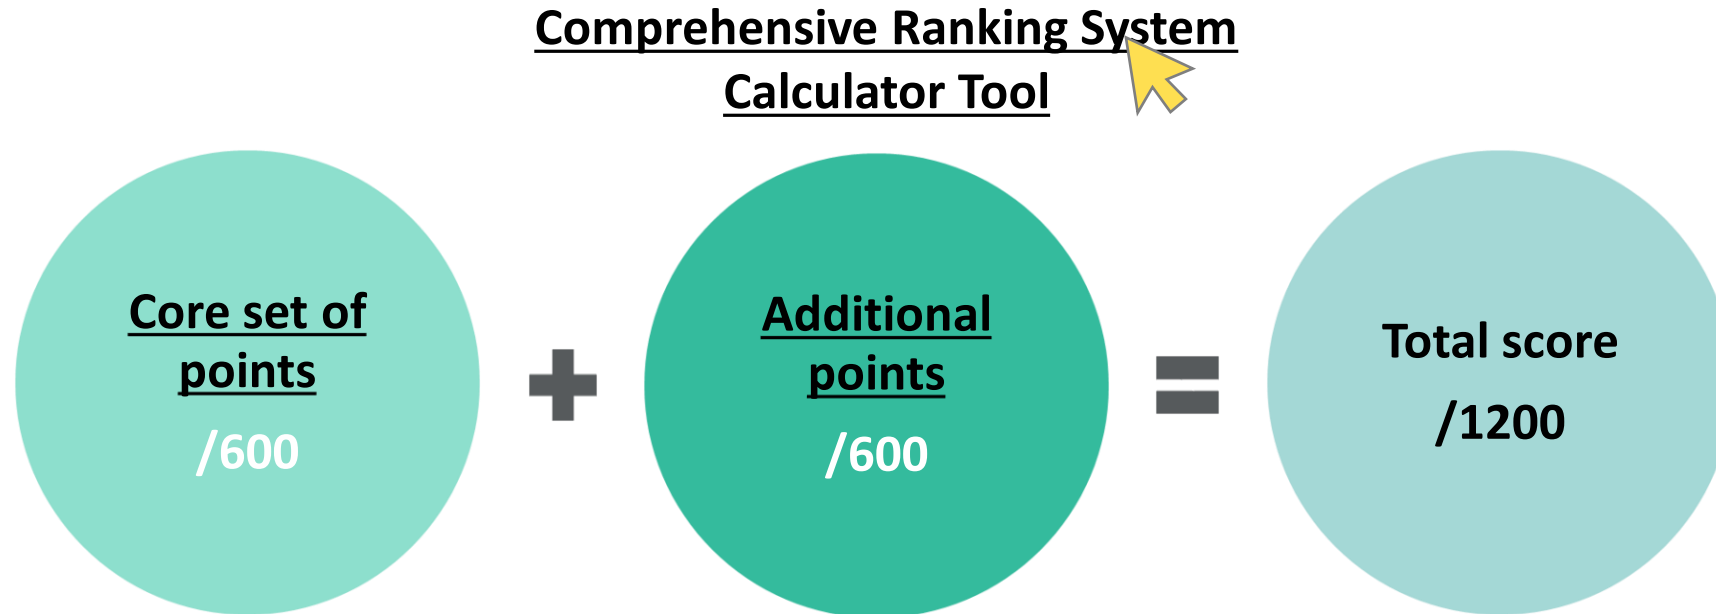 Comprehensive Ranking System
Calculator Tool
Core set of
points
/600
Additional
points
/600
Total score
/1200